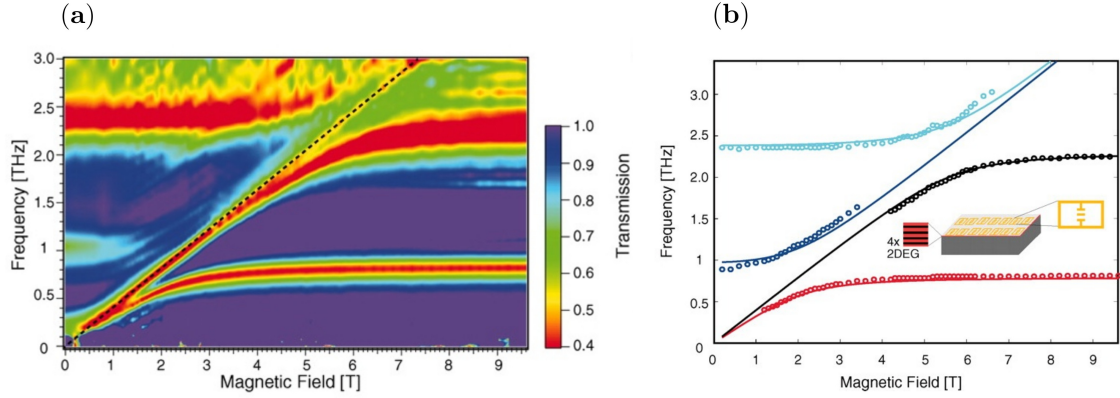 (a)
(b)
3.0
2.5
2.0
1.5
1
0.5
0
Frequency [THz]
0 1 2 3 4 5 6 7 8 9
Magnetic Field [T]
1.0
0.9
0.8
0.7
0.6
0.5
0.4
Transmission
3.0
2.5
2.0
1.5
1
0.5
0
Frequency [THz]
4x
2DEG
0 1 2 3 4 5 6 7 8 9
Magnetic Field [T]